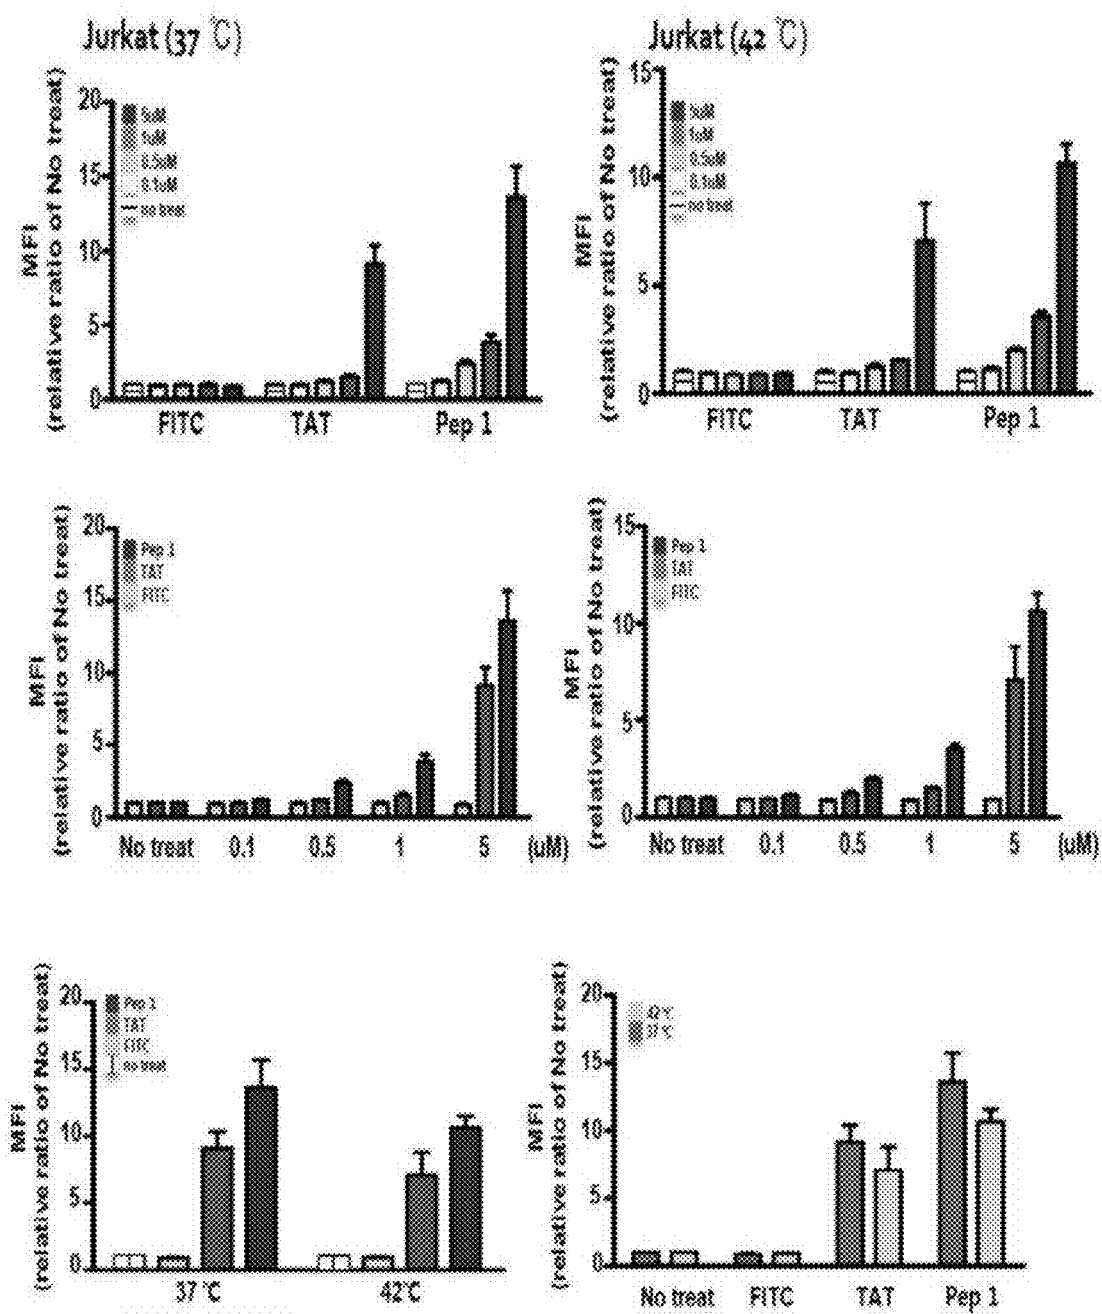 Jurkat (37 ℃)
MFI
(relative ratio of No treat)
20
15
10
5
0
5uM
1uM
0.5uM
0.1uM
no treat
FITC TAT Pep 1
Jurkat (42 ℃)
MFI
(relative ratio of No treat)
15
10
5
0
5uM
1uM
0.5uM
0.1uM
no treat
FITC TAT Pep 1
MFI
(relative ratio of No treat)
20
15
10
5
0
Pep 1
TAT
FITC
No treat 0.1 0.5 1 5 (uM)
MFI
(relative ratio of No treat)
15
10
5
0
Pep 1
TAT
FITC
No treat 0.1 0.5 1 5 (uM)
MFI
(relative ratio of No treat)
20
15
10
5
0
Pep 1
TAT
FITC
no treat
37℃ 42℃
MFI
(relative ratio of No treat)
20
15
10
5
0
42℃
37℃
No treat FITC TAT Pep 1